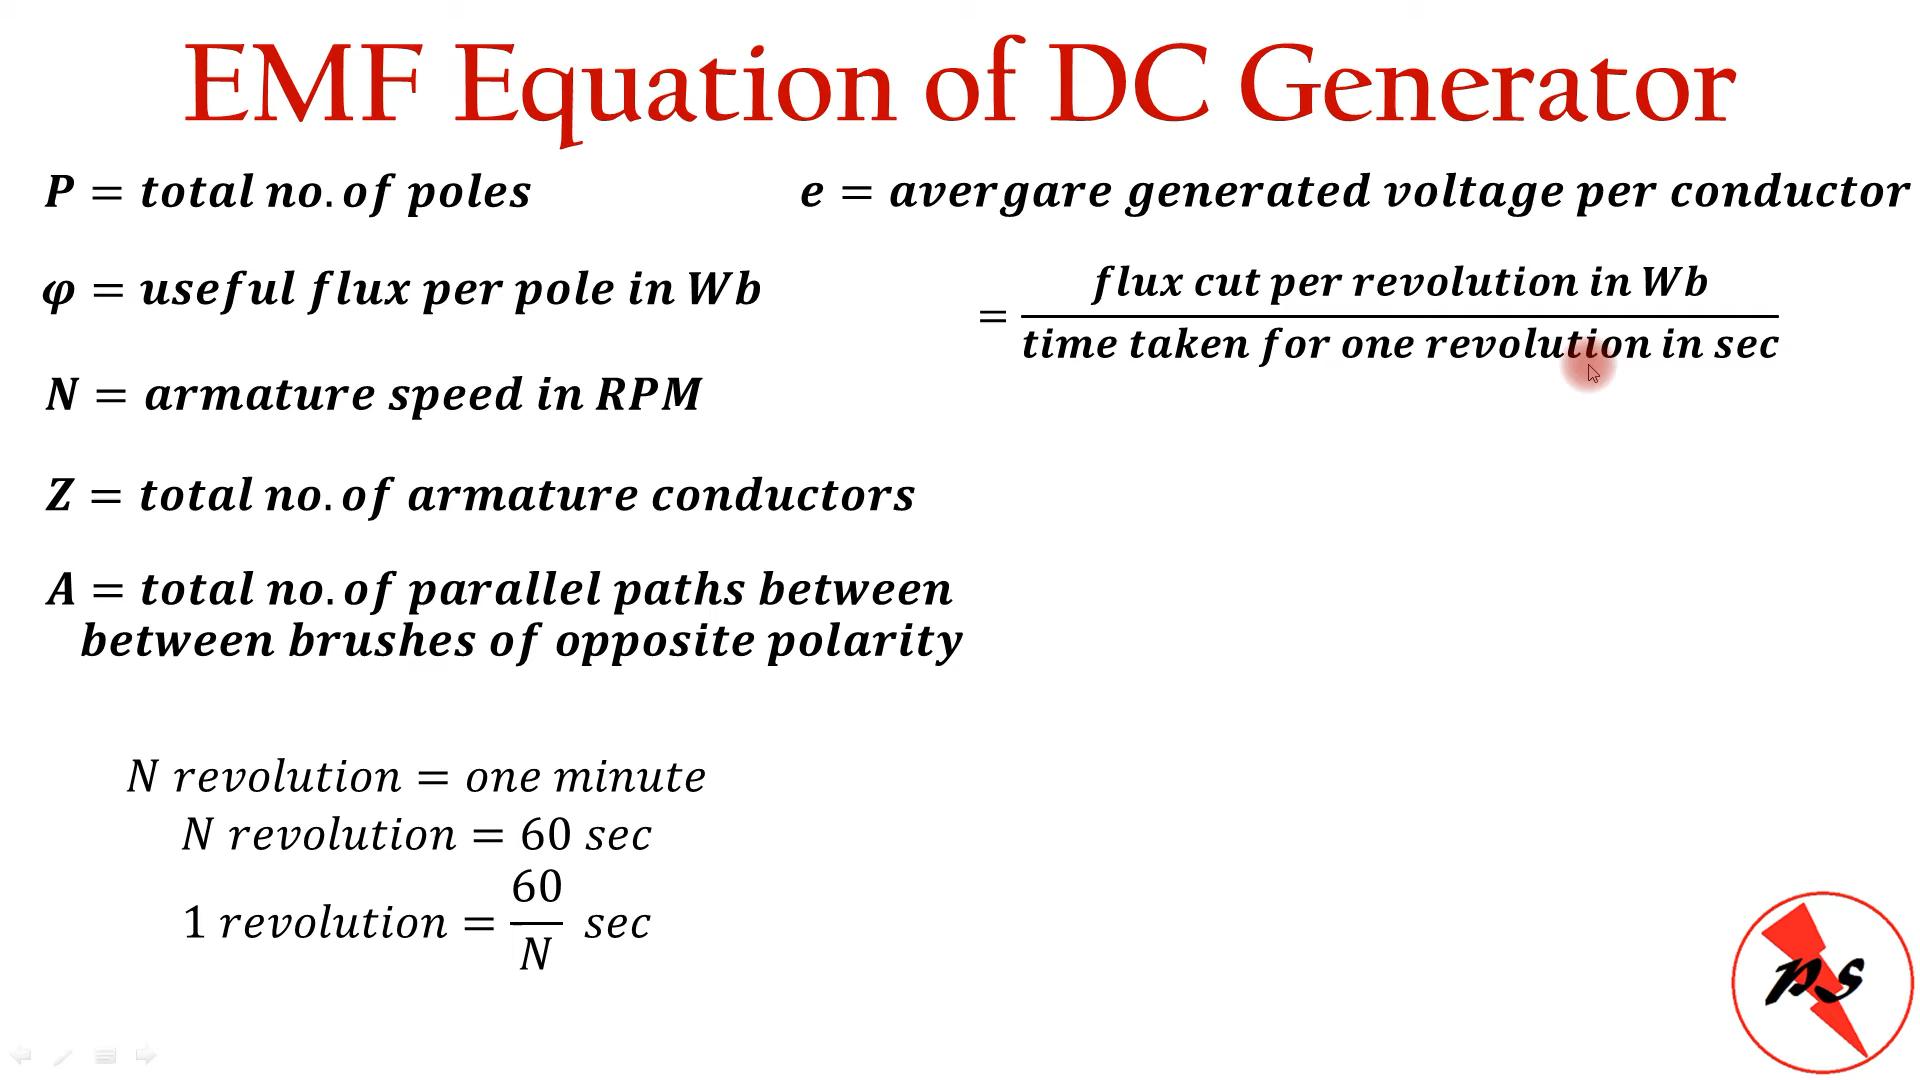 EMF Equation of DC Generator
P = total no. of poles
φ = useful flux per pole in Wb
N = armature speed in RPM
Z = total no. of armature conductors
A = total no. of parallel paths between
between brushes of opposite polarity
N revolution = one minute
N revolution = 60 sec
1 revolution = 60/N sec
e = avergare generated voltage per conductor
= flux cut per revolution in Wb
time taken for one revolution in sec
ps